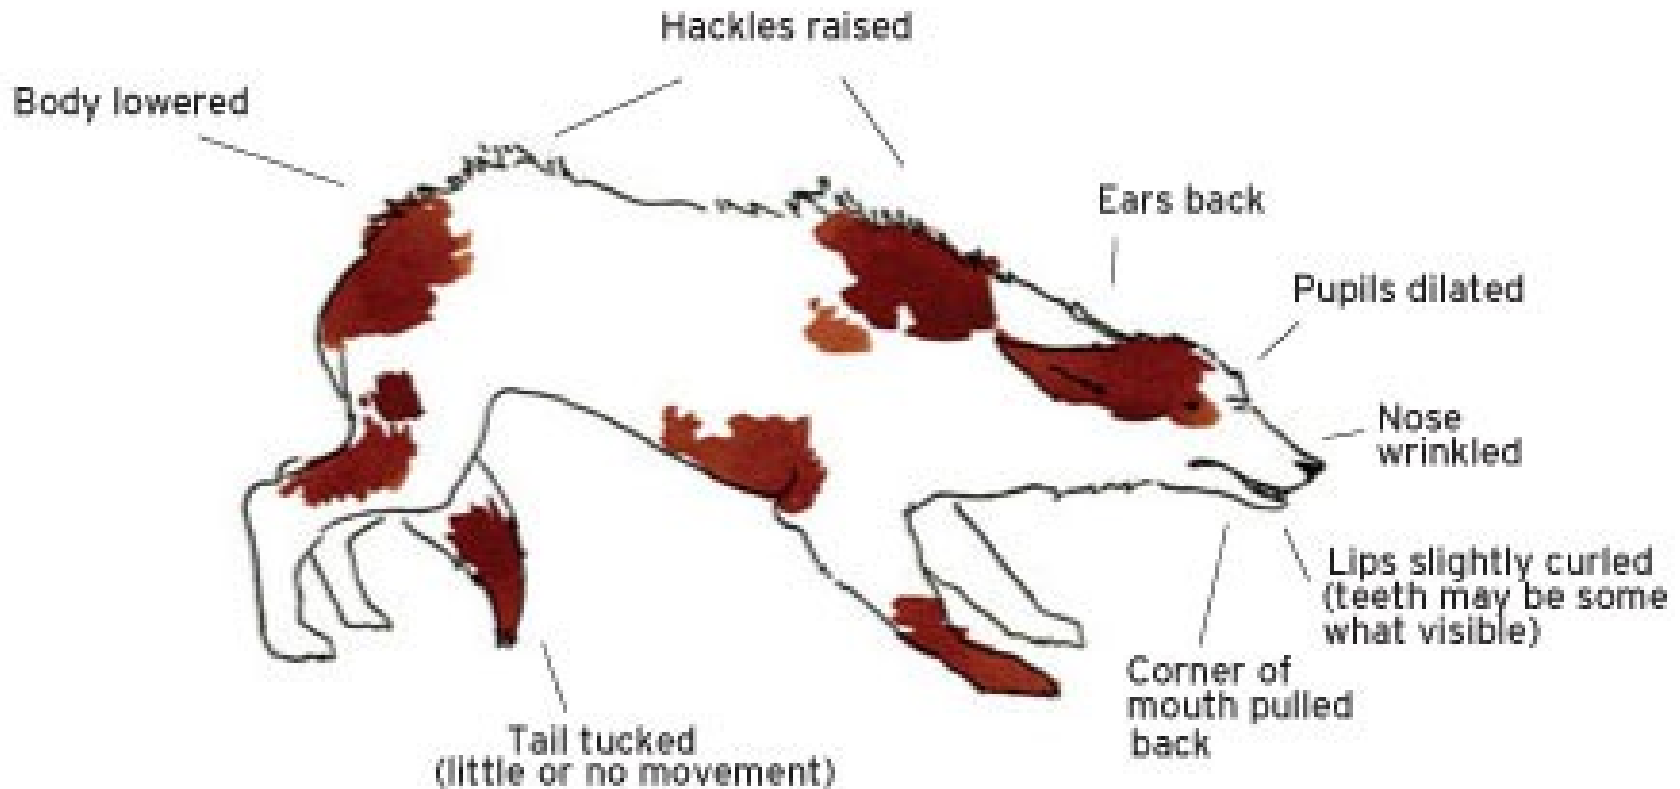 Hackles raised
Body lowered
Ears back
Pupils dilated
Nose
wrinkled
Lips slightly curled
(teeth may be some
what visible)
Corner of
mouth pulled
back
Tail tucked
(little or no movement)